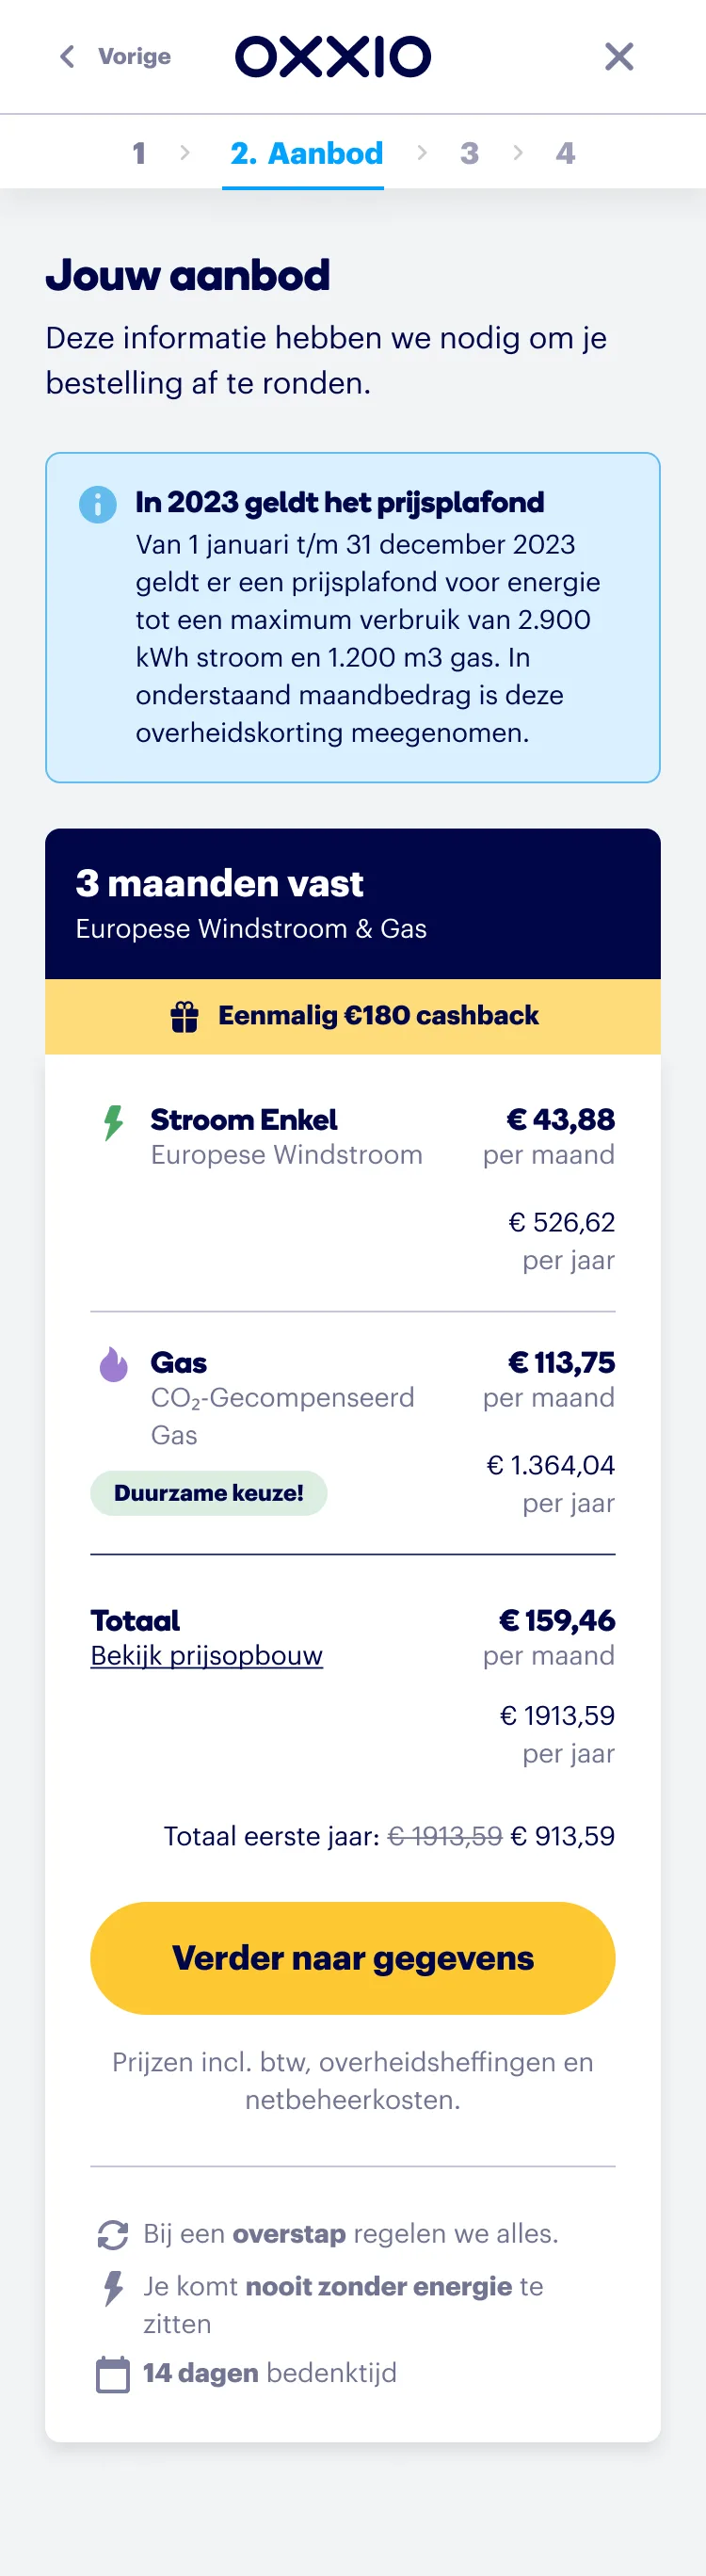 Vorige
OXXIO
1
2. Aanbod
3
4
Jouw aanbod
Deze informatie hebben we nodig om je
bestelling af te ronden.
In 2023 geldt het prijsplafond
Van 1 januari t/m 31 december 2023
geldt er een prijsplafond voor energie
tot een maximum verbruik van 2.900
kWh stroom en 1.200 m3 gas. In
onderstaand maandbedrag is deze
overheidskorting meegenomen.
3 maanden vast
Europese Windstroom & Gas
Eenmalig €180 cashback
Stroom Enkel € 43,88
Europese Windstroom per maand
€ 526,62
per jaar
Gas € 113,75
CO₂-Gecompenseerd per maand
Gas
€ 1.364,04
Duurzame keuze! per jaar
Totaal € 159,46
Bekijk prijsopbouw per maand
€ 1913,59
per jaar
Totaal eerste jaar: € 1913,59 € 913,59
Verder naar gegevens
Prijzen incl. btw, overheidsheffingen en
netbeheerkosten.
Bij een overstap regelen we alles.
Je komt nooit zonder energie te
zitten
14 dagen bedenktijd